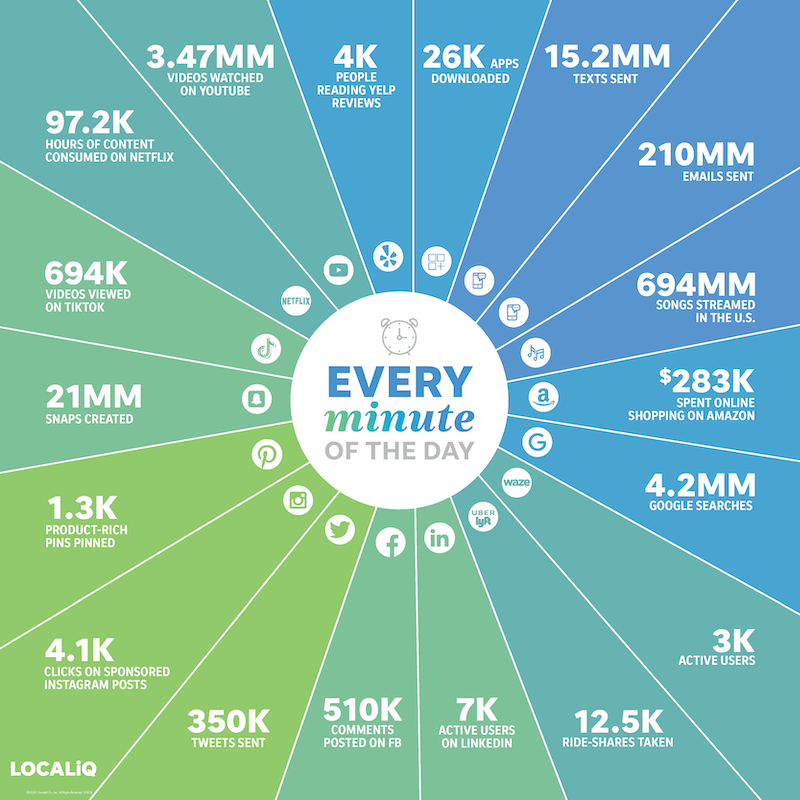 3.47MM
VIDEOS WATCHED
ON YOUTUBE
4K
PEOPLE
READING YELP
REVIEWS
26K APPS
DOWNLOADED
15.2MM
TEXTS SENT
97.2K
HOURS OF CONTENT
CONSUMED ON NETFLIX
210MM
EMAILS SENT
694K
VIDEOS VIEWED
ON TIKTOK
694MM
SONGS STREAMED
IN THE U.S.
NETFLIX
EVERY
minute
OF THE DAY
21MM
SNAPS CREATED
a
$283K
SPENT ONLINE
SHOPPING ON AMAZON
G
1.3K
PRODUCT-RICH
PINS PINNED
4.2MM
GOOGLE SEARCHES
waze
UBER
lyft
f
in
4.1K
CLICKS ON SPONSORED
INSTAGRAM POSTS
3K
ACTIVE USERS
350K
TWEETS SENT
510K
COMMENTS
POSTED ON FB
7K
ACTIVE USERS
ON LINKEDIN
12.5K
RIDE-SHARES TAKEN
LOCALiQ